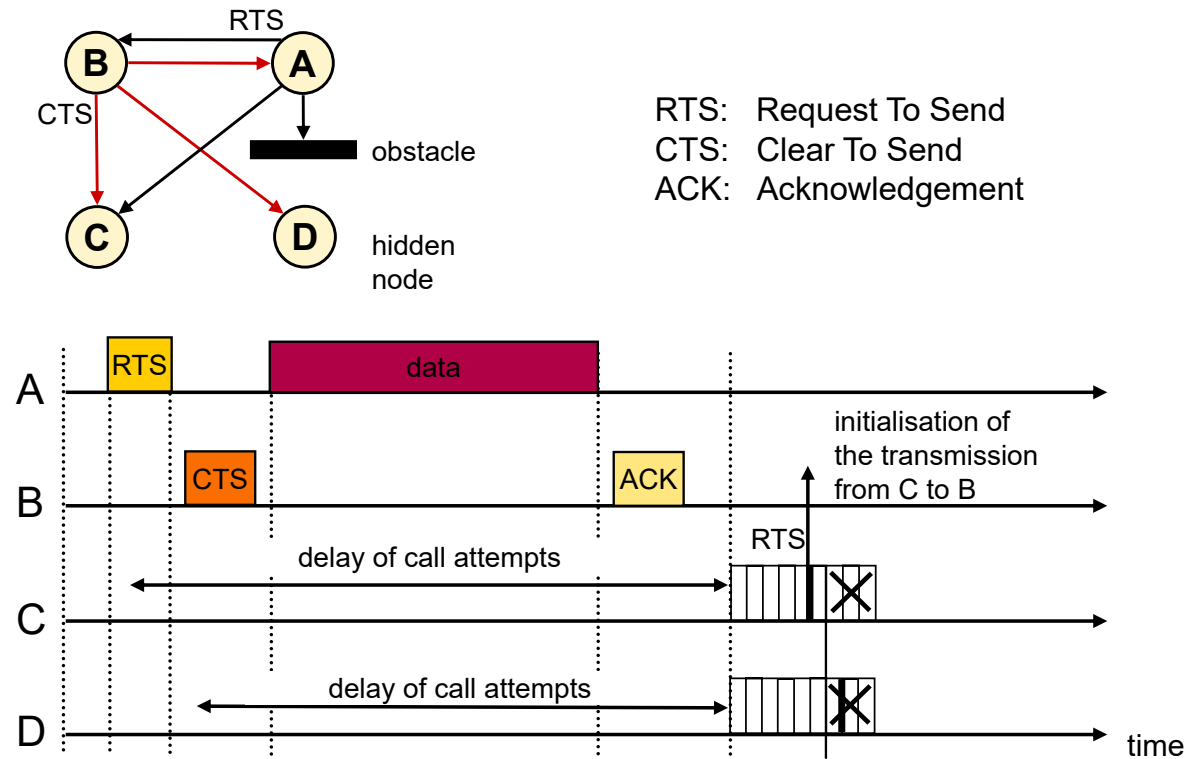 RTS
B
A
CTS
obstacle
C
D
hidden
node
RTS: Request To Send
CTS: Clear To Send
ACK: Acknowledgement
A
RTS
data
B
CTS
ACK
initialisation of
the transmission
from C to B
RTS
delay of call attempts
C
delay of call attempts
D
time